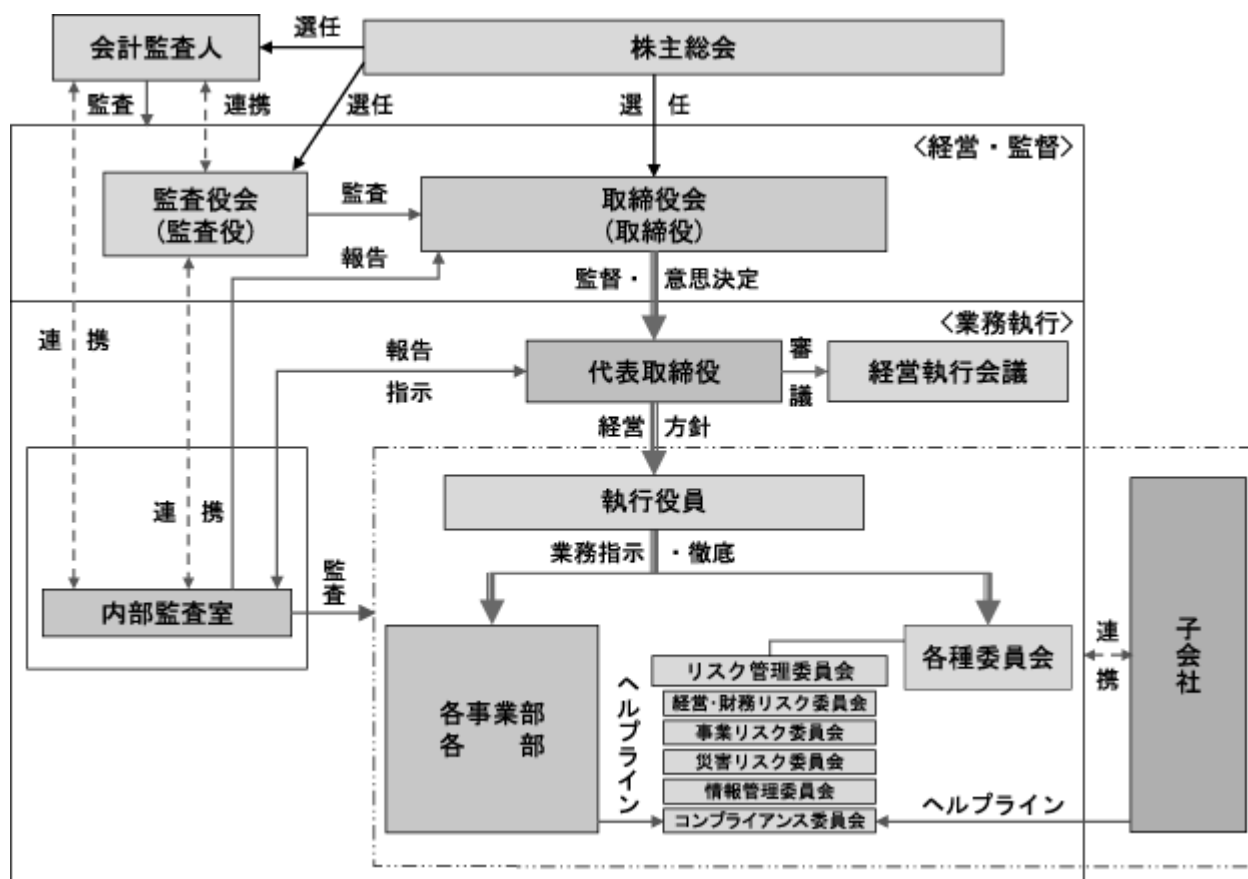 会計監査人
選任
株主総会
監査
連携
選任
選 任
<経営・監督>
監査役会
(監査役)
監査
取締役会
(取締役)
報告
監督・ 意思決定
<業務執行>
連 携
報告
指示
代表取締役
審
議
経営執行会議
経営 方針
連 携
執行役員
業務指示 ・徹底
内部監査室
監査
各事業部
各 部
ヘルプライン
リスク管理委員会
経営・財務リスク委員会
事業リスク委員会
災害リスク委員会
情報管理委員会
コンプライアンス委員会
各種委員会
連
携
子会社
ヘルプライン